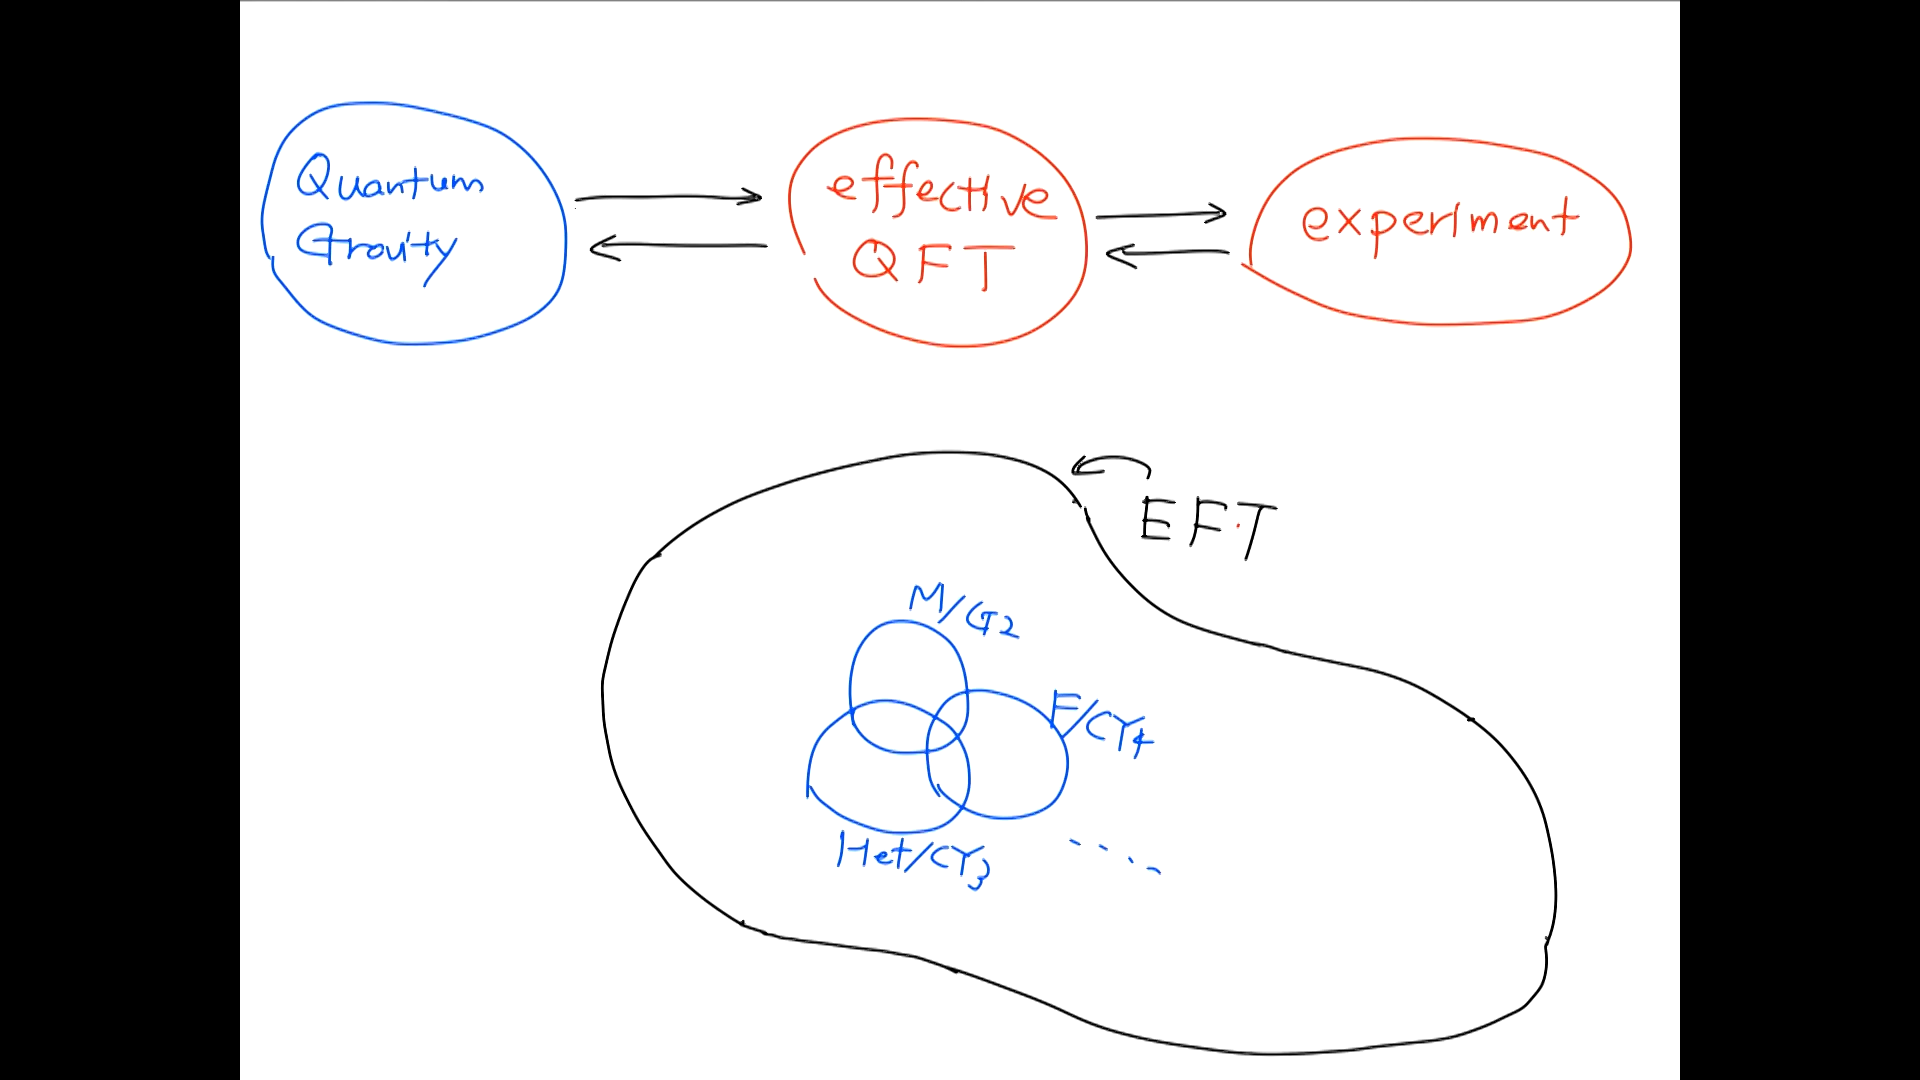 Quantum
Gravity
effective
QFT
experiment
EFT
M/G2
F/CY4
Het/CY3
....